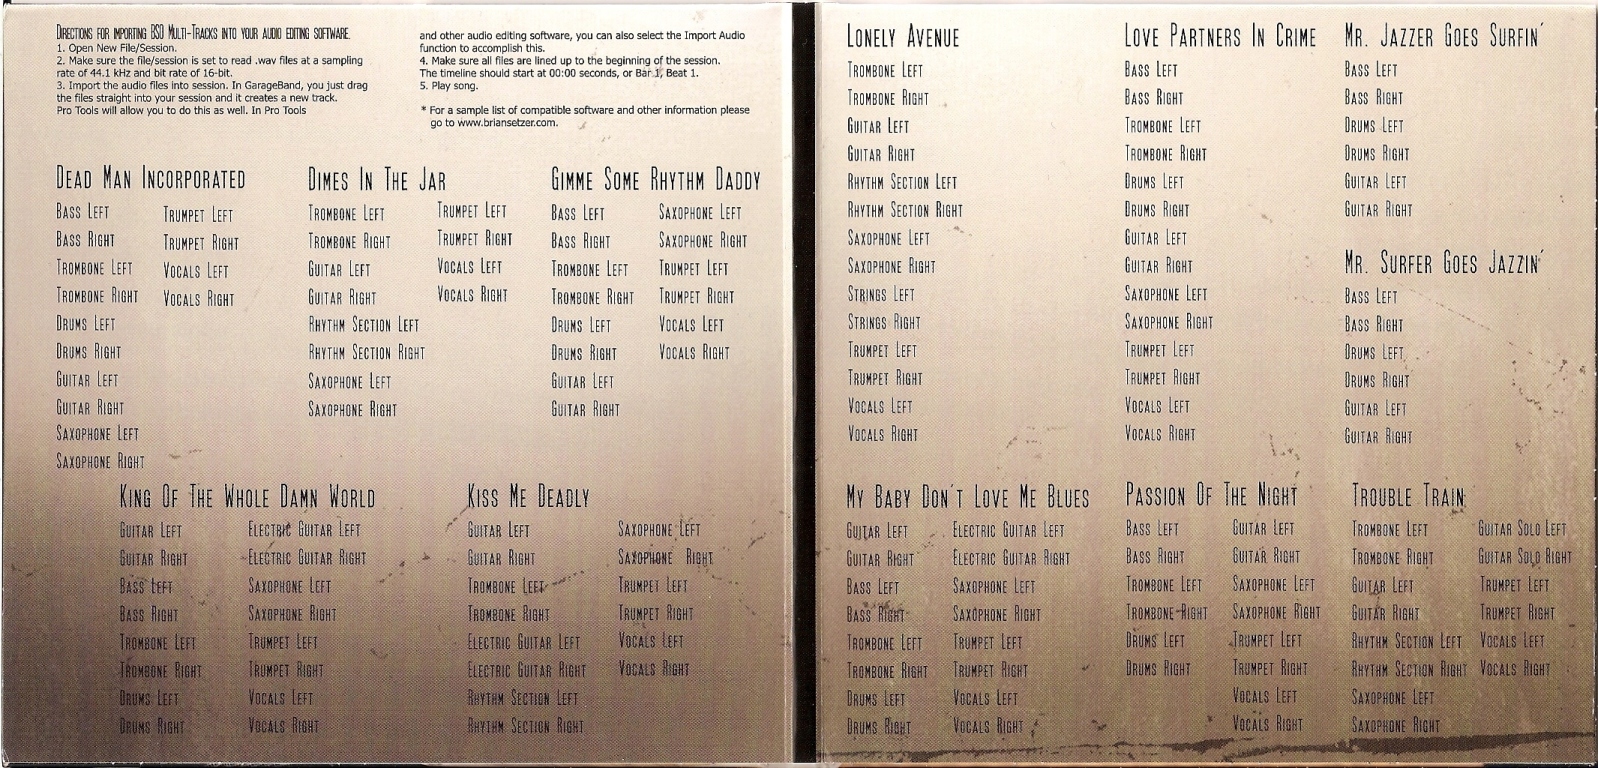 Directions for importing BSO Multi-Tracks into your audio editing software.
1. Open New File/Session.
2. Make sure the file/session is set to read .wav files at a sampling
rate of 44.1 kHz and bit rate of 16-bit.
3. Import the audio files into session. In GarageBand, you just drag
the files straight into your session and it creates a new track.
Pro Tools will allow you to do this as well. In Pro Tools
and other audio editing software, you can also select the Import Audio
function to accomplish this.
4. Make sure all files are lined up to the beginning of the session.
The timeline should start at 00:00 seconds, or Bar 1, Beat 1.
5. Play song.
* For a sample list of compatible software and other information please
go to www.briansetzer.com.
Dead Man Incorporated
Bass Left
Bass Right
Trombone Left
Trombone Right
Drums Left
Drums Right
Guitar Left
Guitar Right
Saxophone Left
Saxophone Right
Trumpet Left
Trumpet Right
Vocals Left
Vocals Right
Dimes In The Jar
Trombone Left
Trombone Right
Guitar Left
Guitar Right
Rhythm Section Left
Rhythm Section Right
Saxophone Left
Saxophone Right
Trumpet Left
Trumpet Right
Vocals Left
Vocals Right
Gimme Some Rhythm Daddy
Bass Left
Bass Right
Trombone Left
Trombone Right
Drums Left
Drums Right
Guitar Left
Guitar Right
Saxophone Left
Saxophone Right
Trumpet Left
Trumpet Right
Vocals Left
Vocals Right
King Of The Whole Damn World
Guitar Left
Guitar Right
Bass Left
Bass Right
Trombone Left
Trombone Right
Drums Left
Drums Right
Electric Guitar Left
Electric Guitar Right
Saxophone Left
Saxophone Right
Trumpet Left
Trumpet Right
Vocals Left
Vocals Right
Kiss Me Deadly
Guitar Left
Guitar Right
Trombone Left
Trombone Right
Electric Guitar Left
Electric Guitar Right
Rhythm Section Left
Rhythm Section Right
Saxophone Left
Saxophone Right
Trumpet Left
Trumpet Right
Vocals Left
Vocals Right
Lonely Avenue
Trombone Left
Trombone Right
Guitar Left
Guitar Right
Rhythm Section Left
Rhythm Section Right
Saxophone Left
Saxophone Right
Strings Left
Strings Right
Trumpet Left
Trumpet Right
Vocals Left
Vocals Right
Love Partners In Crime
Bass Left
Bass Right
Trombone Left
Trombone Right
Drums Left
Drums Right
Guitar Left
Guitar Right
Saxophone Left
Saxophone Right
Trumpet Left
Trumpet Right
Vocals Left
Vocals Right
Mr. Jazzer Goes Surfin'
Bass Left
Bass Right
Drums Left
Drums Right
Guitar Left
Guitar Right
Mr. Surfer Goes Jazzin'
Bass Left
Bass Right
Drums Left
Drums Right
Guitar Left
Guitar Right
My Baby Don't Love Me Blues
Guitar Left
Guitar Right
Bass Left
Bass Right
Trombone Left
Trombone Right
Drums Left
Drums Right
Electric Guitar Left
Electric Guitar Right
Saxophone Left
Saxophone Right
Trumpet Left
Trumpet Right
Vocals Left
Vocals Right
Passion Of The Night
Bass Left
Bass Right
Trombone Left
Trombone Right
Drums Left
Drums Right
Guitar Left
Guitar Right
Saxophone Left
Saxophone Right
Trumpet Left
Trumpet Right
Vocals Left
Vocals Right
Trouble Train
Trombone Left
Trombone Right
Guitar Left
Guitar Right
Rhythm Section Left
Rhythm Section Right
Saxophone Left
Saxophone Right
Guitar Solo Left
Guitar Solo Right
Trumpet Left
Trumpet Right
Vocals Left
Vocals Right